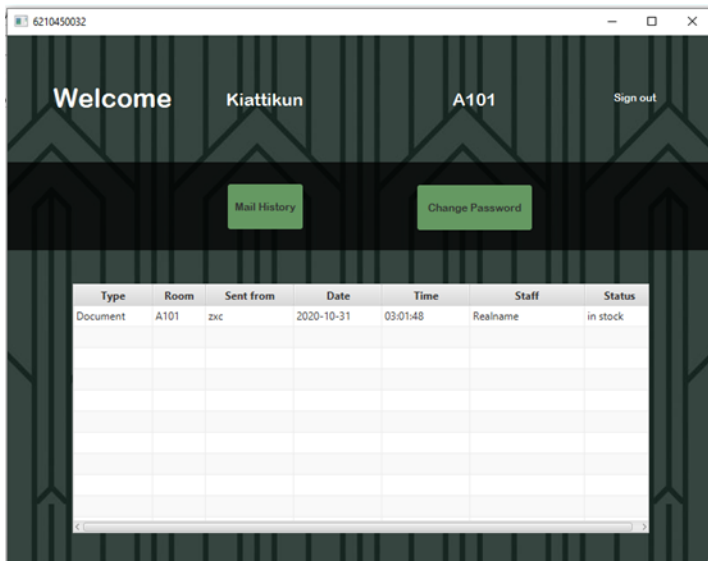 6210450032
Welcome Kiattikun A101 Sign out
Mail History Change Password
Type Room Sent from Date Time Staff Status
Document A101 zxc 2020-10-31 03:01:48 Realname in stock